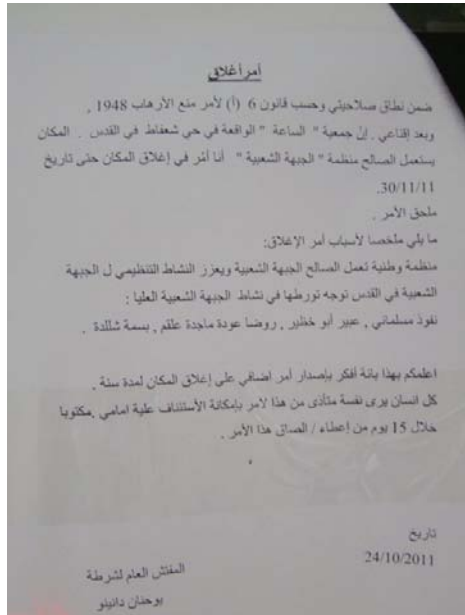 أمر أغلاق
ضمن نطاق صلاحيتي وحسب قانون 6 (أ) لأمر منع الأرهاب 1948 ,
وبعد إقناعي . إنّ جمعية " الساعة " الواقعة في حي شعفاط في القدس . المكان
يستعمل الصالح منظمة " الجبهة الشعبية " أنا أمر في إغلاق المكان حتى تاريخ
30/11/11.
ملحق الأمر .
ما يلي ملخصا لأسباب أمر الإغلاق:
منظمة وطنية تعمل الصالح الجبهة الشعبية ويعزز النشاط التنظيمي ل الجبهة
الشعبية في القدس توجه تورطها في نشاط الجبهة الشعبية العليا :
نفوذ مسلماني , عبير أبو خظير , روضا عودة ماجدة علقم , بسمة شللدة .
اعلمكم بهذا بانة أفكر بإصدار أمر اضافي على إغلاق المكان لمدة سنة .
كل انسان يرى نفسة متأذى من هذا لامر بإمكانة الأستئناف علية امامي .مكتوبا
خلال 15 يوم من إعطاء / الصاق هذا الأمر .
تاريخ
24/10/2011
المفتش العام لشرطة
يوحنان دانينو